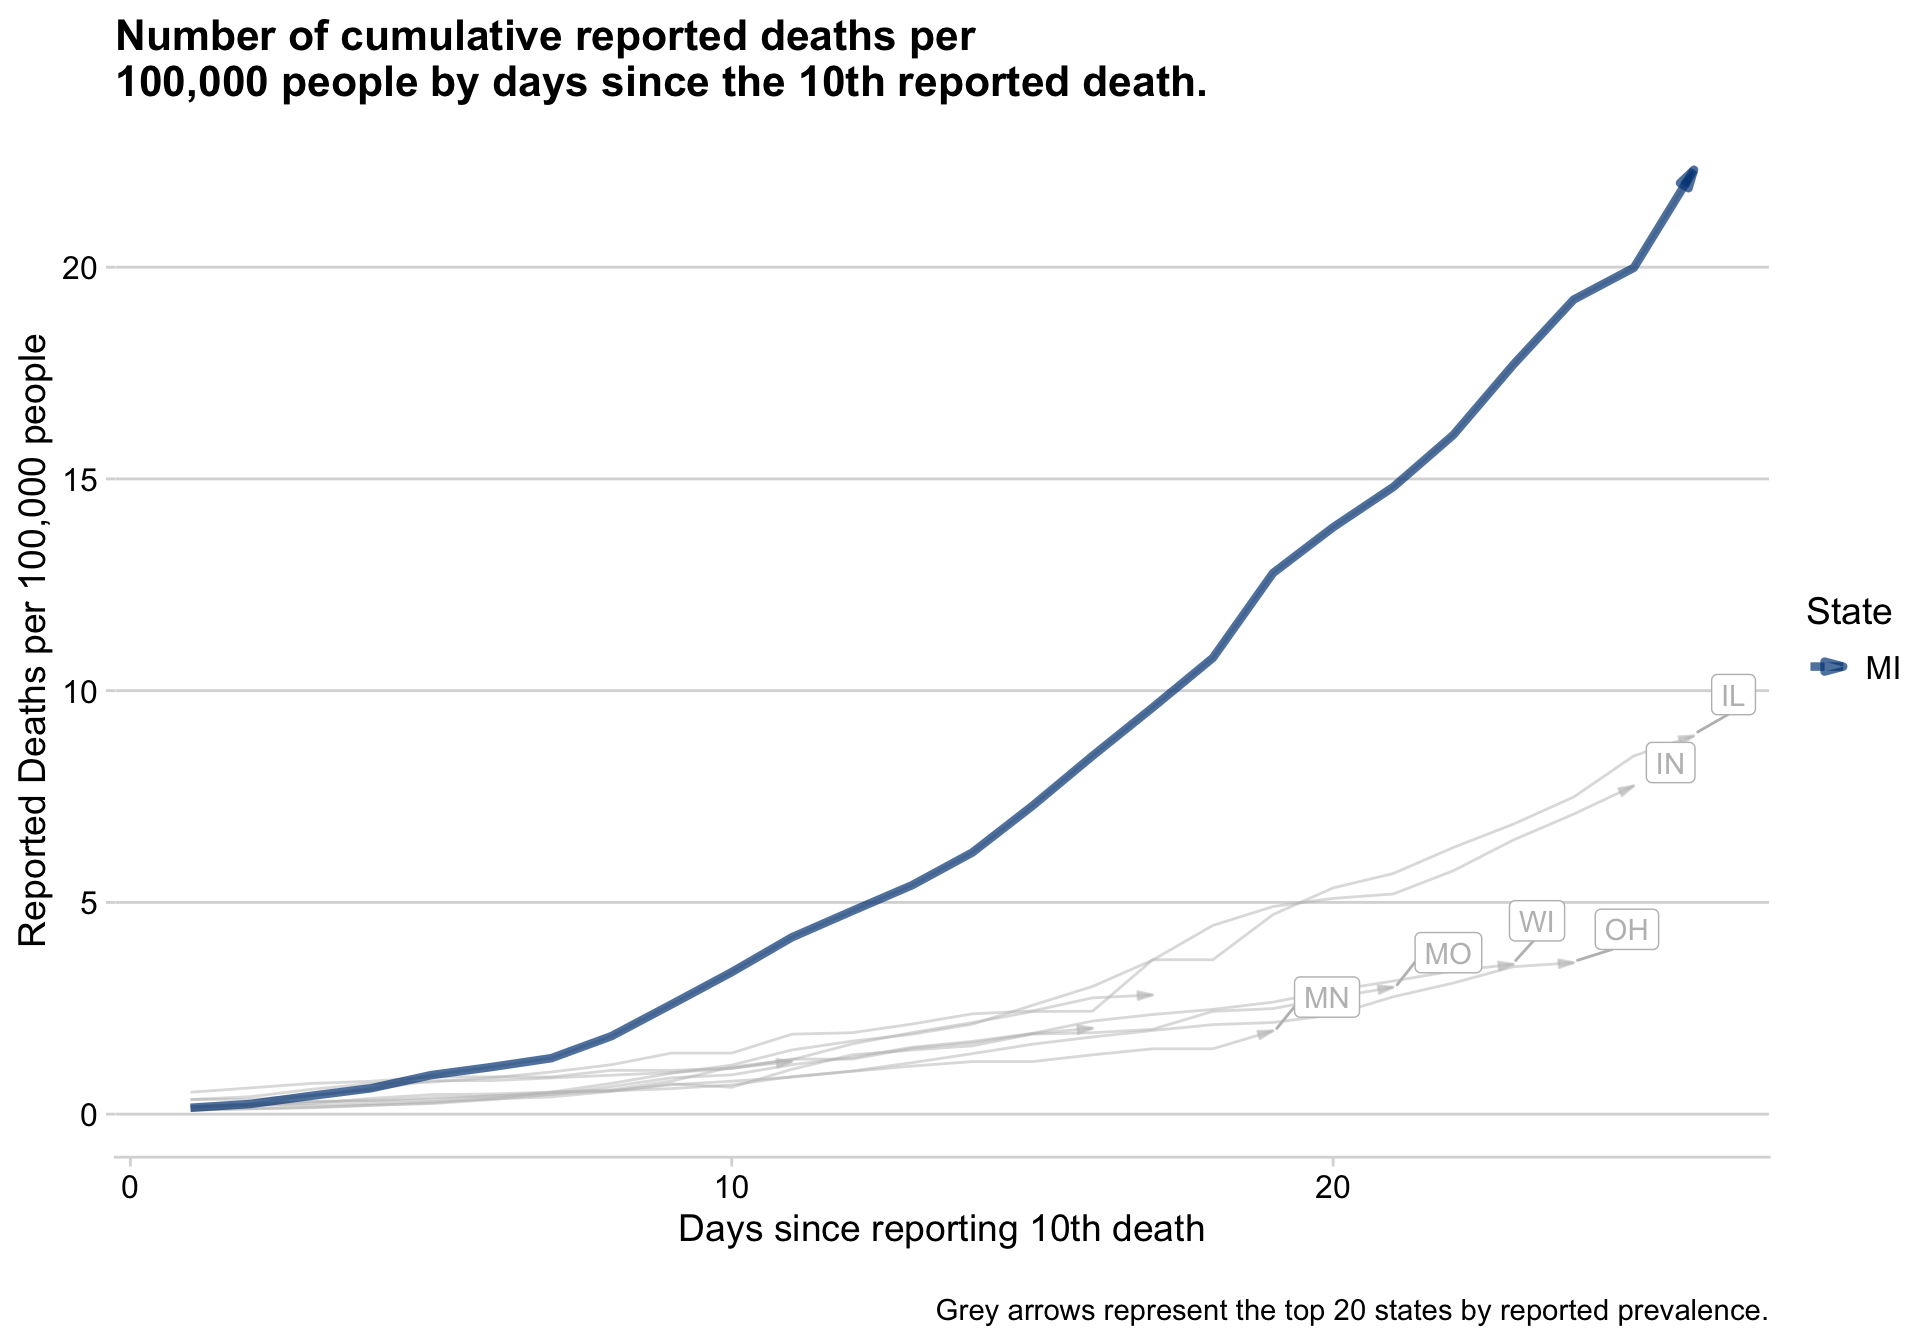 Number of cumulative reported deaths per
100,000 people by days since the 10th reported death.
Reported Deaths per 100,000 people
20
15
10
5
0
IL
IN
WI
OH
MO
MN
State
MI
0
10
20
Days since reporting 10th death
Grey arrows represent the top 20 states by reported prevalence.